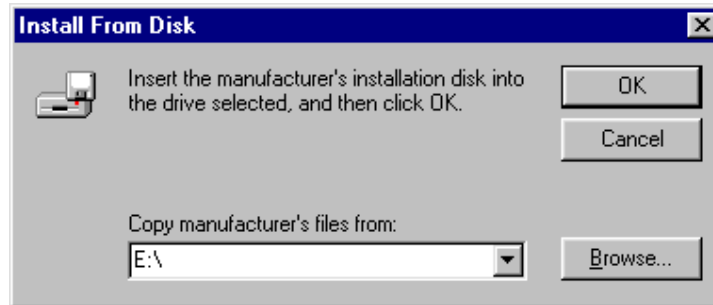 Install From Disk
Insert the manufacturer's installation disk into
the drive selected, and then click OK.
OK
Cancel
Copy manufacturer's files from:
E:\
Browse...